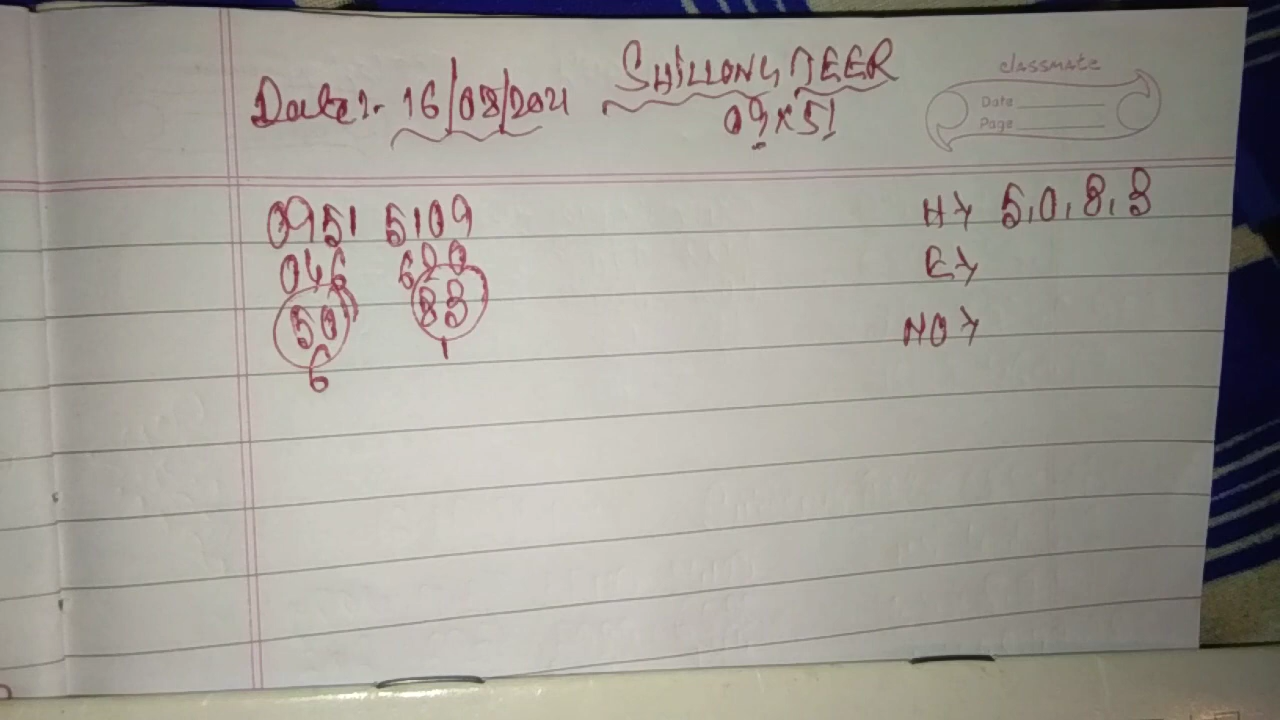 SHILLONG TEER
Date:- 16/08/2021
09x51
classmate
Date
Page
0951 5109
046 620
50 83
6 1
H> 5,0,8,3
E>
NO>